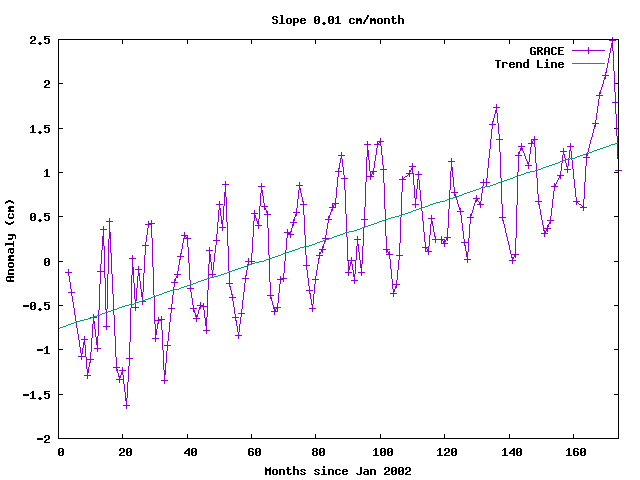 Slope 0.01 cm/month
GRACE
Trend Line
2.5
2
1.5
1
0.5
0
-0.5
-1
-1.5
-2
Anomaly (cm)
0 20 40 60 80 100 120 140 160
Months since Jan 2002